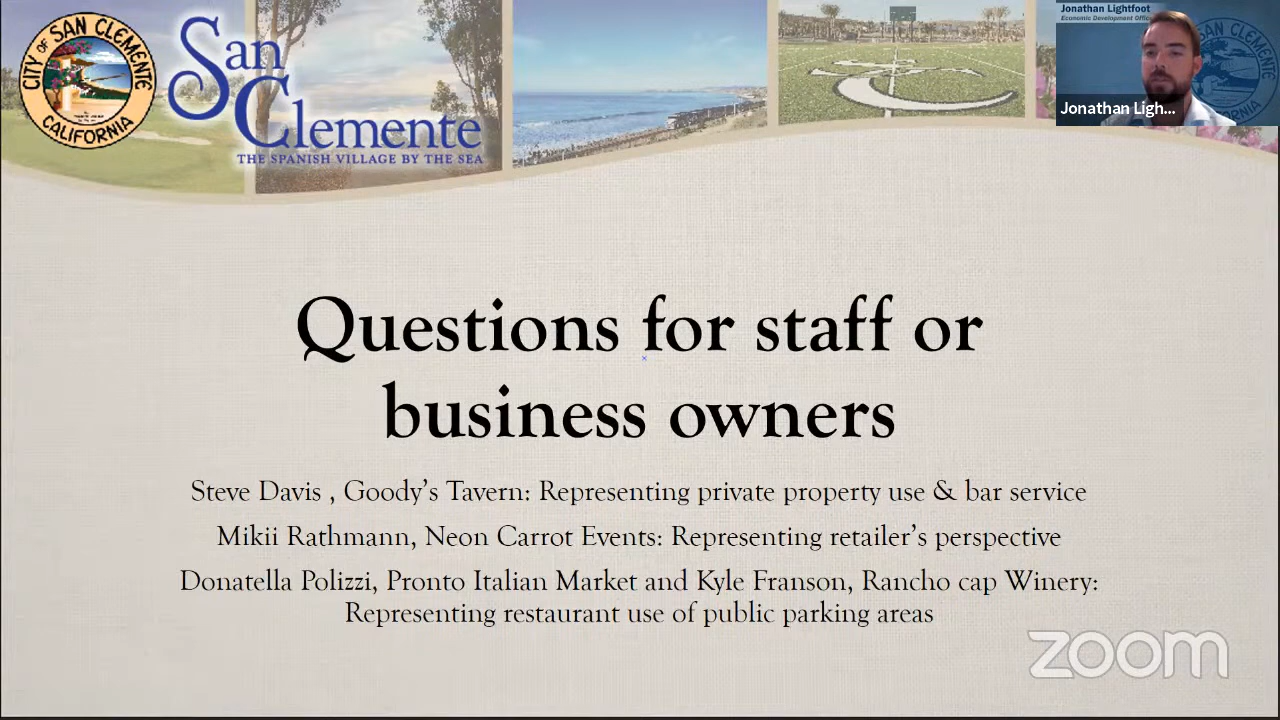 CITY OF SAN CLEMENTE
CALIFORNIA
San
Clemente
THE SPANISH VILLAGE BY THE SEA
Jonathan Lightfoot
Economic Development
SAN CLEMENTE
Jonathan Ligh...
Questions for staff or
business owners
Steve Davis , Goody's Tavern: Representing private property use & bar service
Mikii Rathmann, Neon Carrot Events: Representing retailer's perspective
Donatella Polizzi, Pronto Italian Market and Kyle Franson, Rancho cap Winery:
Representing restaurant use of public parking areas
zoom